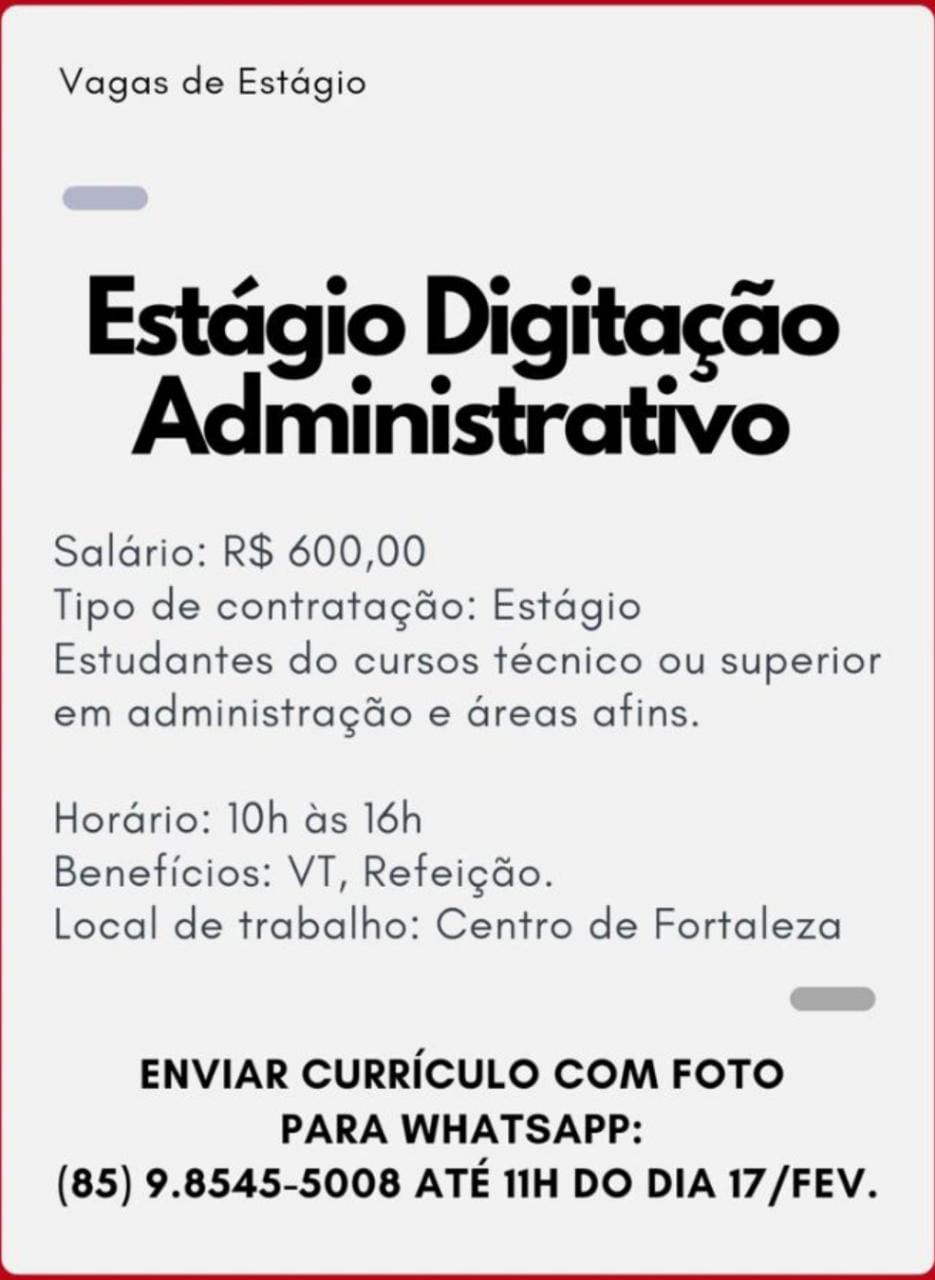 Vagas de Estágio
Estágio Digitação
Administrativo
Salário: R$ 600,00
Tipo de contratação: Estágio
Estudantes do cursos técnico ou superior
em administração e áreas afins.
Horário: 10h às 16h
Benefícios: VT, Refeição.
Local de trabalho: Centro de Fortaleza
ENVIAR CURRÍCULO COM FOTO
PARA WHATSAPP:
(85) 9.8545-5008 ATÉ 11H DO DIA 17/FEV.